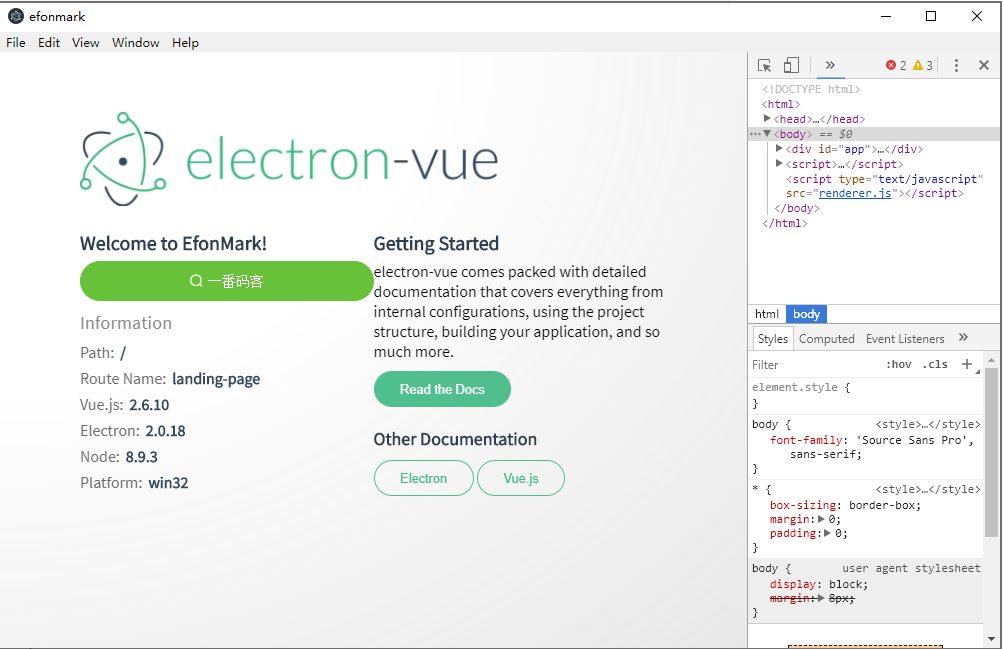 efonmark
File Edit View Window Help
electron-vue
Welcome to EfonMark!
一番码客
Information
Path: /
Route Name: landing-page
Vue.js: 2.6.10
Electron: 2.0.18
Node: 8.9.3
Platform: win32
Getting Started
electron-vue comes packed with detailed
documentation that covers everything from
internal configurations, using the project
structure, building your application, and so
much more.
Read the Docs
Other Documentation
Electron Vue.js
» 2 3
<!DOCTYPE html>
<html>
<head>…</head>
<body> == $0
<div id="app">…</div>
<script>…</script>
<script type="text/javascript"
src="renderer.js"></script>
</body>
</html>
html body
Styles Computed Event Listeners »
Filter :hov .cls +
element.style {
}
body { <style>…</style>
font-family: 'Source Sans Pro',
sans-serif;
}
* { <style>…</style>
box-sizing: border-box;
margin: 0;
padding: 0;
}
body { user agent stylesheet
display: block;
margin: 8px;
}